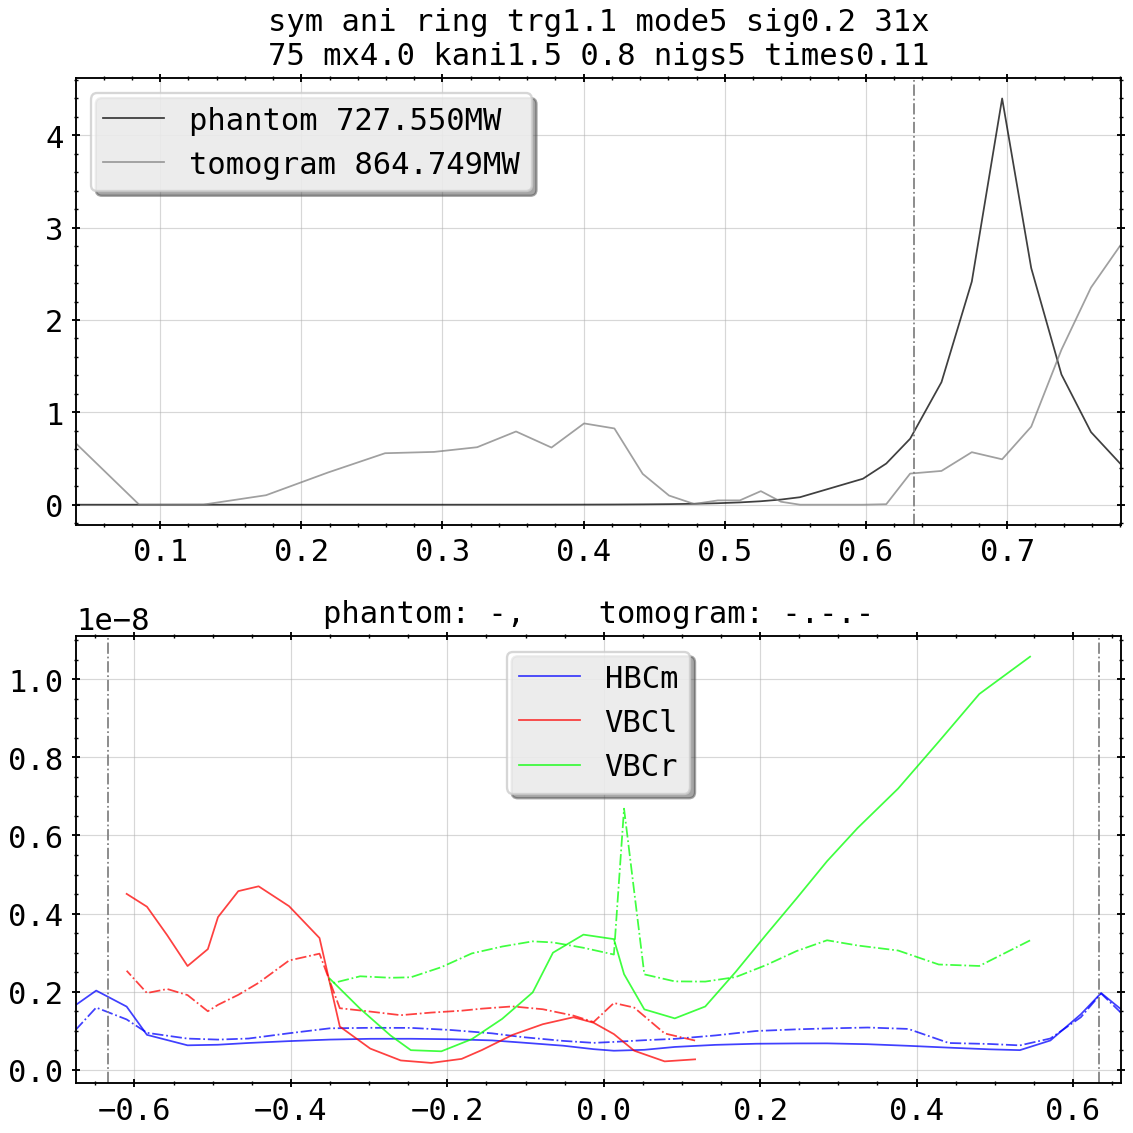 sym ani ring trg1.1 mode5 sig0.2 31x
75 mx4.0 kani1.5 0.8 nigs5 times0.11
phantom 727.550MW
tomogram 864.749MW
4
3
2
1
0
0.1 0.2 0.3 0.4 0.5 0.6 0.7
phantom: -,    tomogram: -.-.-
1e−8
HBCm
VBCl
VBCr
1.0
0.8
0.6
0.4
0.2
0.0
−0.6 −0.4 −0.2 0.0 0.2 0.4 0.6